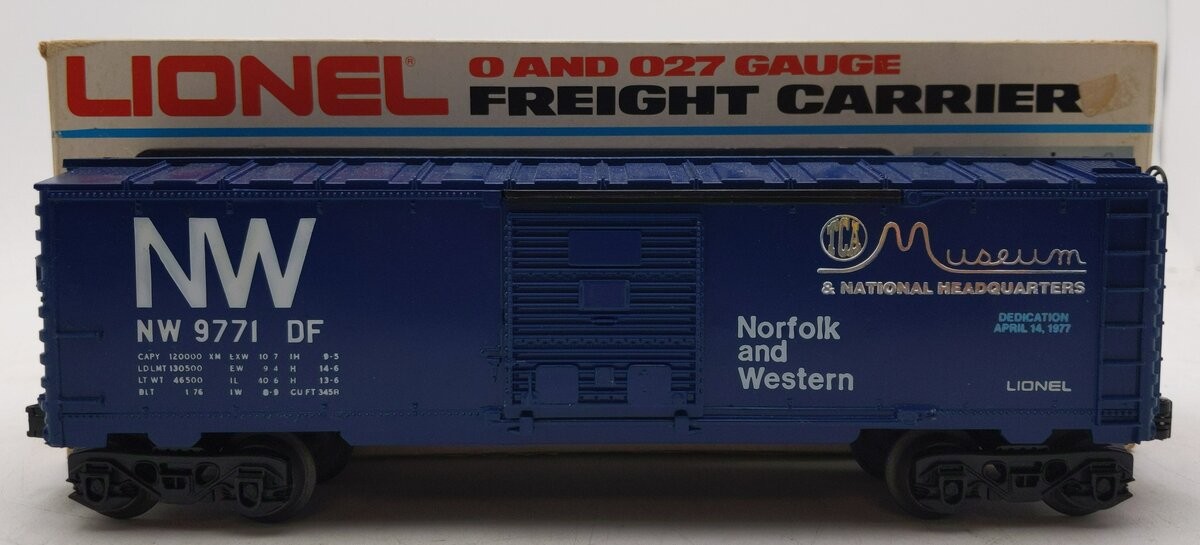 LIONEL®
O AND O27 GAUGE
FREIGHT CARRIER
NW
NW 9771 DF
CAPY 120000 XM EXW 10 7 IH 9-5
LD LMT 130500 EW 9 4 H 14-6
LT WT 46500 IL 40 6 H 13-6
BLT 1 76 IW 8-9 CU FT 345R
TCA Museum
& NATIONAL HEADQUARTERS
DEDICATION
APRIL 14, 1977
Norfolk
and
Western
LIONEL